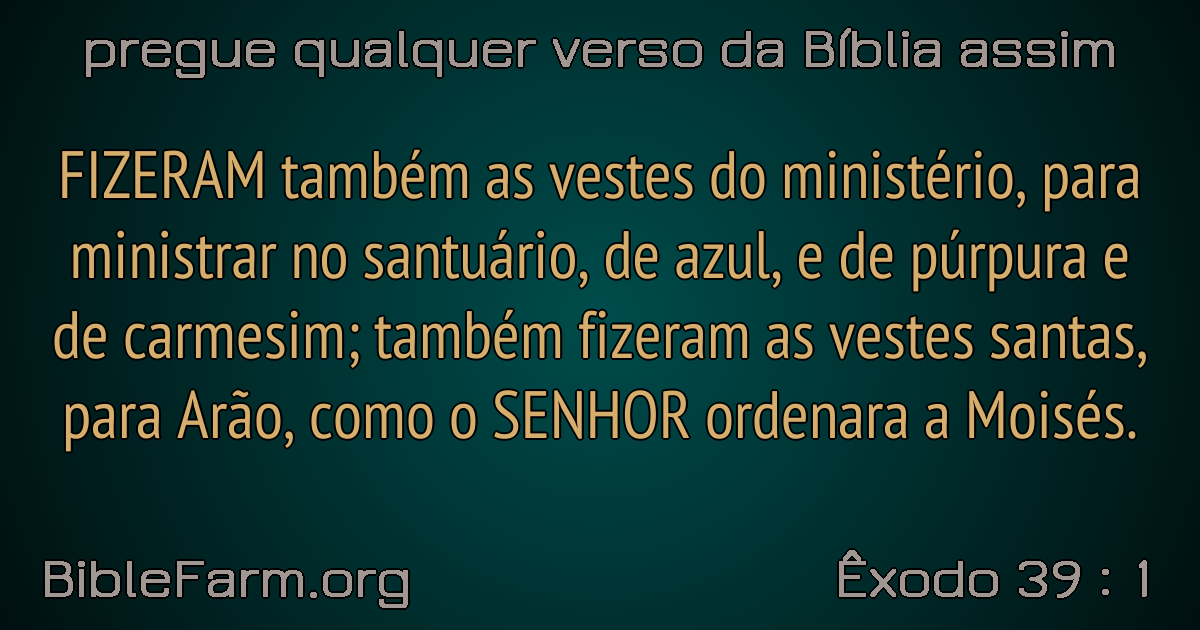 pregue qualquer verso da Bíblia assim
FIZERAM também as vestes do ministério, para
ministrar no santuário, de azul, e de púrpura e
de carmesim; também fizeram as vestes santas,
para Arão, como o SENHOR ordenara a Moisés.
BibleFarm.org
Êxodo 39 : 1